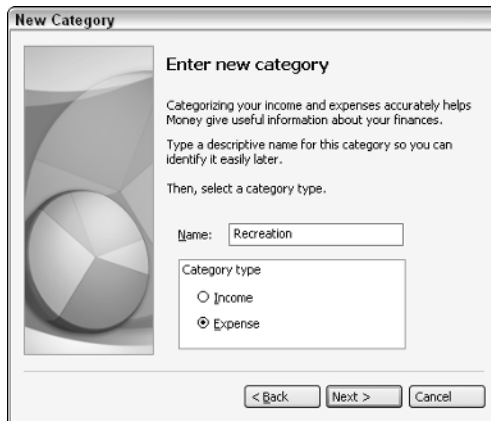 New Category
Enter new category
Categorizing your income and expenses accurately helps
Money give useful information about your finances.
Type a descriptive name for this category so you can
identify it easily later.
Then, select a category type.
Name: Recreation
Category type
Income
Expense
< Back Next > Cancel